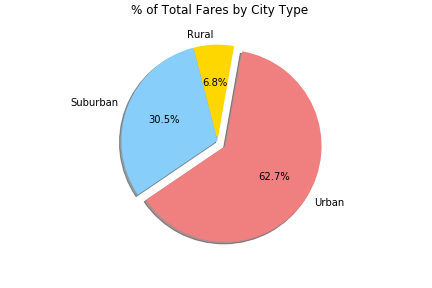 % of Total Fares by City Type
Rural
6.8%
Suburban
30.5%
62.7%
Urban